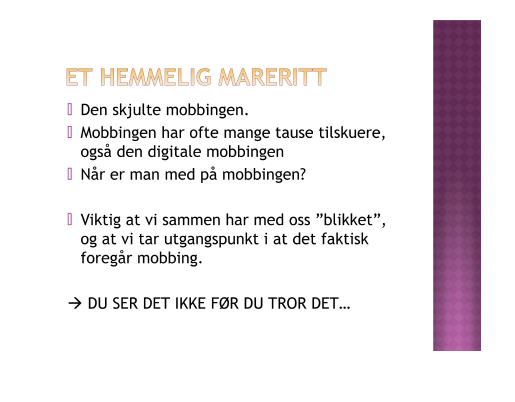 ET HEMMELIG MARERITT
Den skjulte mobbingen.
Mobbingen har ofte mange tause tilskuere,
også den digitale mobbingen
Når er man med på mobbingen?
Viktig at vi sammen har med oss ”blikket”,
og at vi tar utgangspunkt i at det faktisk
foregår mobbing.
→ DU SER DET IKKE FØR DU TROR DET…